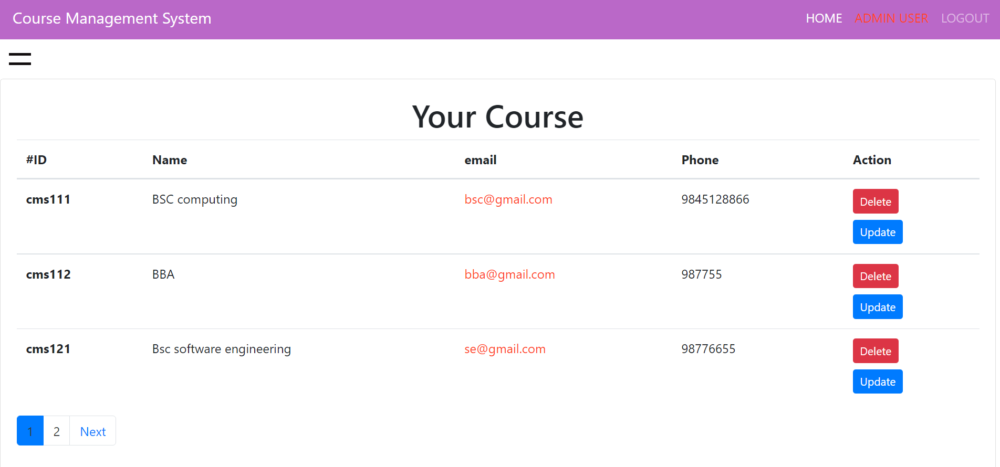 Course Management System HOME ADMIN USER LOGOUT
Your Course
#ID Name email Phone Action
cms111 BSC computing bsc@gmail.com 9845128866 Delete
Update
cms112 BBA bba@gmail.com 987755 Delete
Update
cms121 Bsc software engineering se@gmail.com 98776655 Delete
Update
1 2 Next